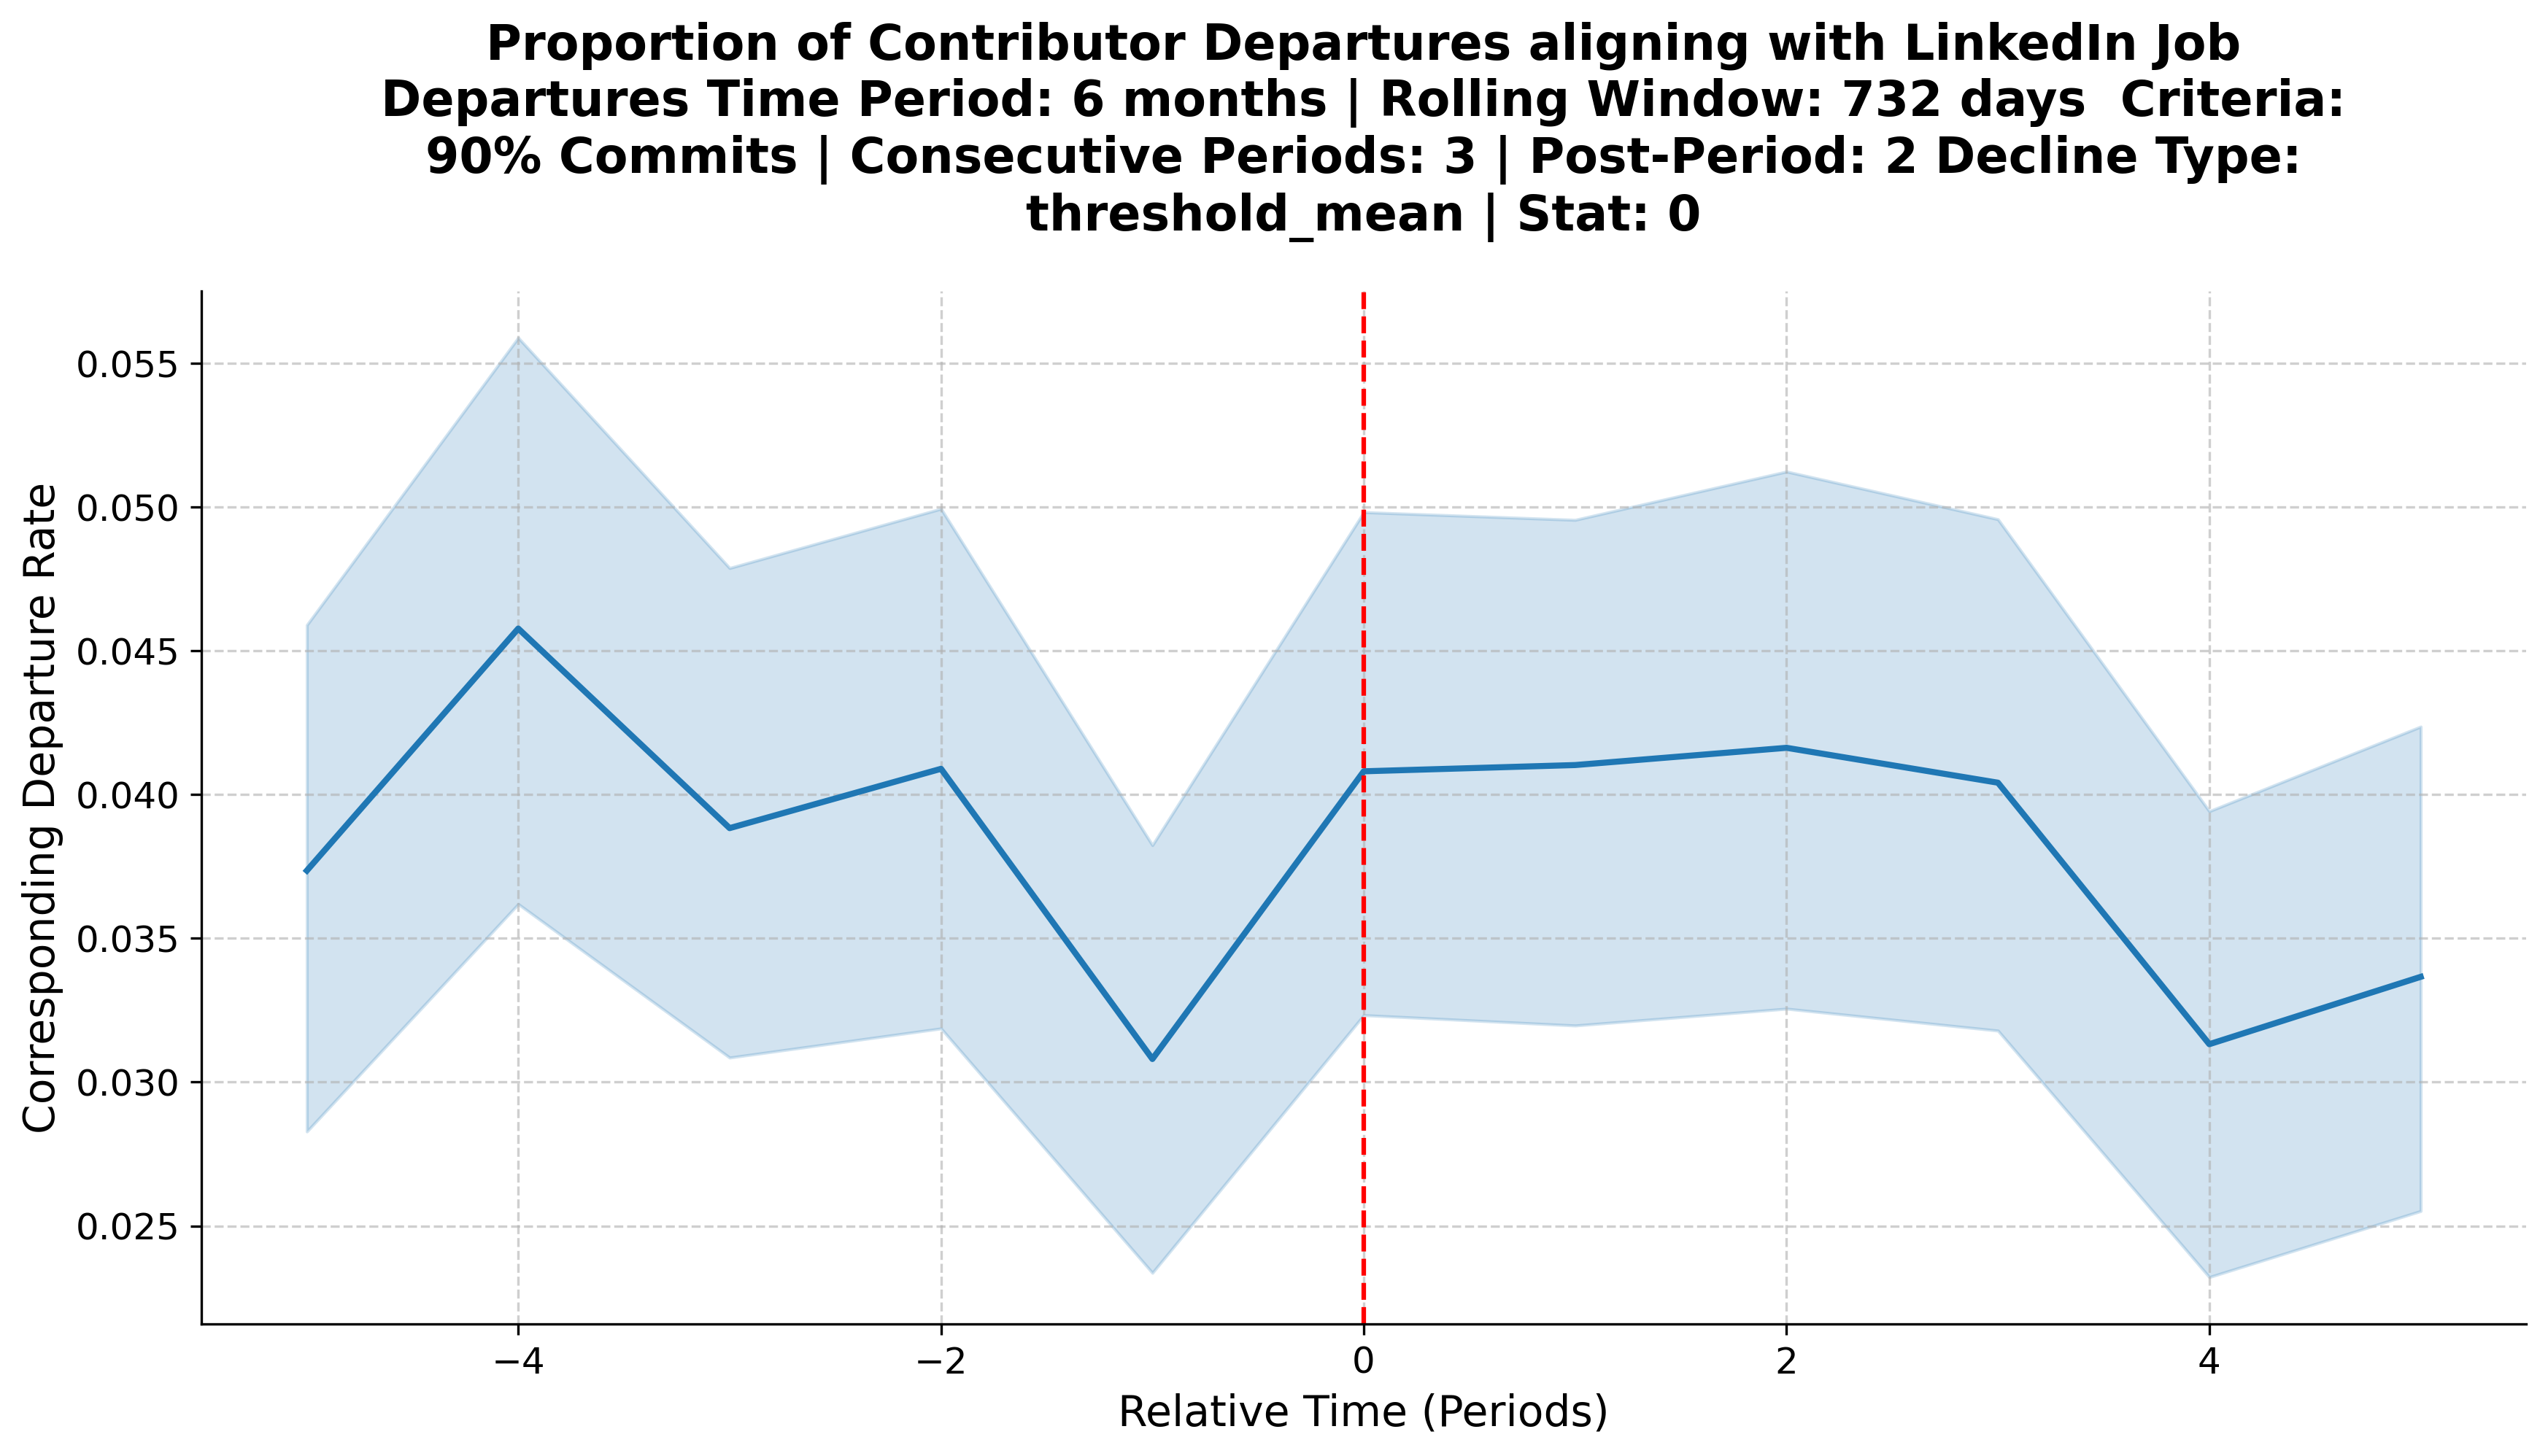 Proportion of Contributor Departures aligning with LinkedIn Job
Departures Time Period: 6 months | Rolling Window: 732 days  Criteria:
90% Commits | Consecutive Periods: 3 | Post-Period: 2 Decline Type:
threshold_mean | Stat: 0
Corresponding Departure Rate
0.055
0.050
0.045
0.040
0.035
0.030
0.025
−4
−2
0
2
4
Relative Time (Periods)